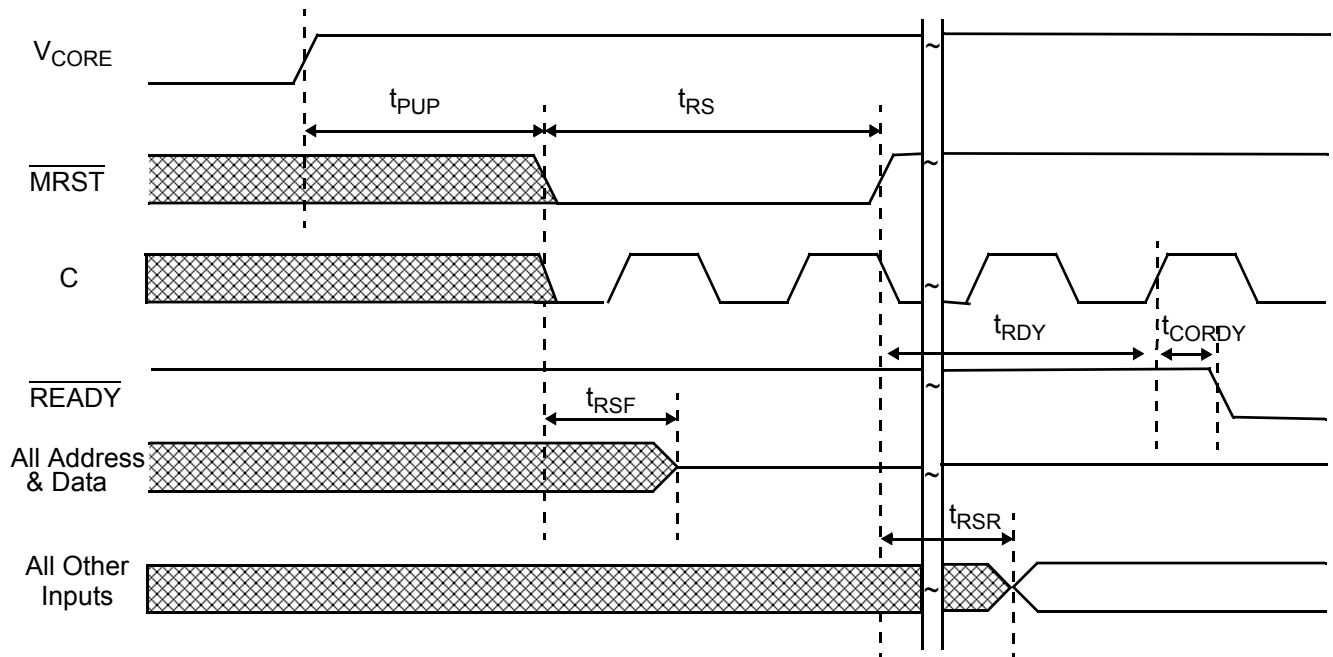 VCORE
tPUP
tRS
MRST
C
tRDY
tCORDY
READY
tRSF
All Address
& Data
tRSR
All Other
Inputs
~
~
~
~
~
~